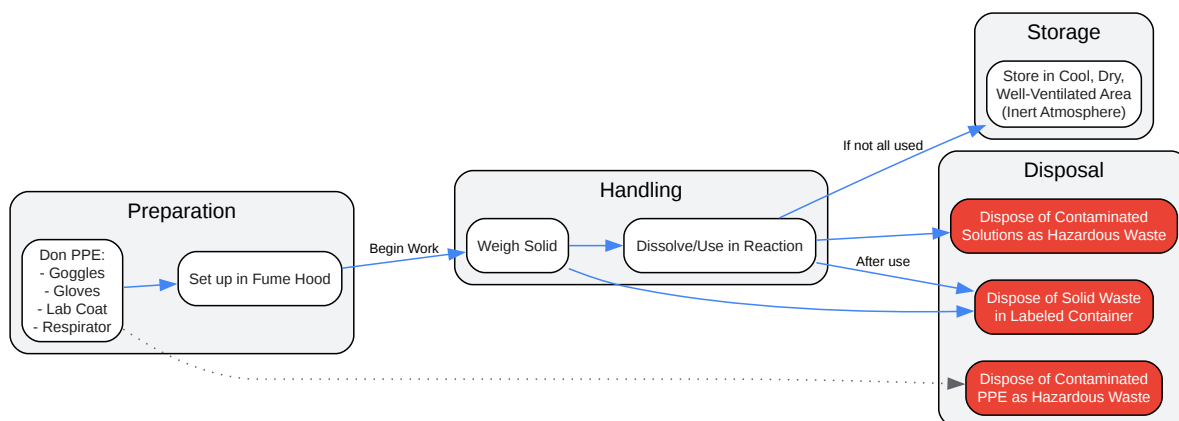 Preparation
Don PPE:
- Goggles
- Gloves
- Lab Coat
- Respirator
Set up in Fume Hood
Begin Work
Handling
Weigh Solid
Dissolve/Use in Reaction
If not all used
After use
Storage
Store in Cool, Dry,
Well-Ventilated Area
(Inert Atmosphere)
Disposal
Dispose of Contaminated
Solutions as Hazardous Waste
Dispose of Solid Waste
in Labeled Container
Dispose of Contaminated
PPE as Hazardous Waste